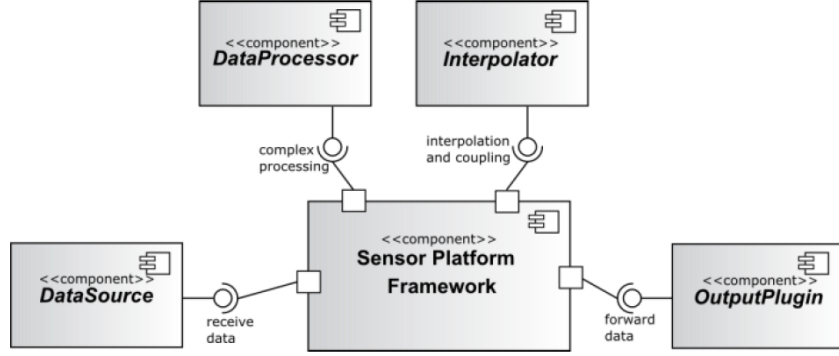 <<component>>
DataProcessor
<<component>>
Interpolator
complex
processing
interpolation
and coupling
<<component>>
DataSource
receive
data
<<component>>
Sensor Platform
Framework
<<component>>
OutputPlugin
forward
data